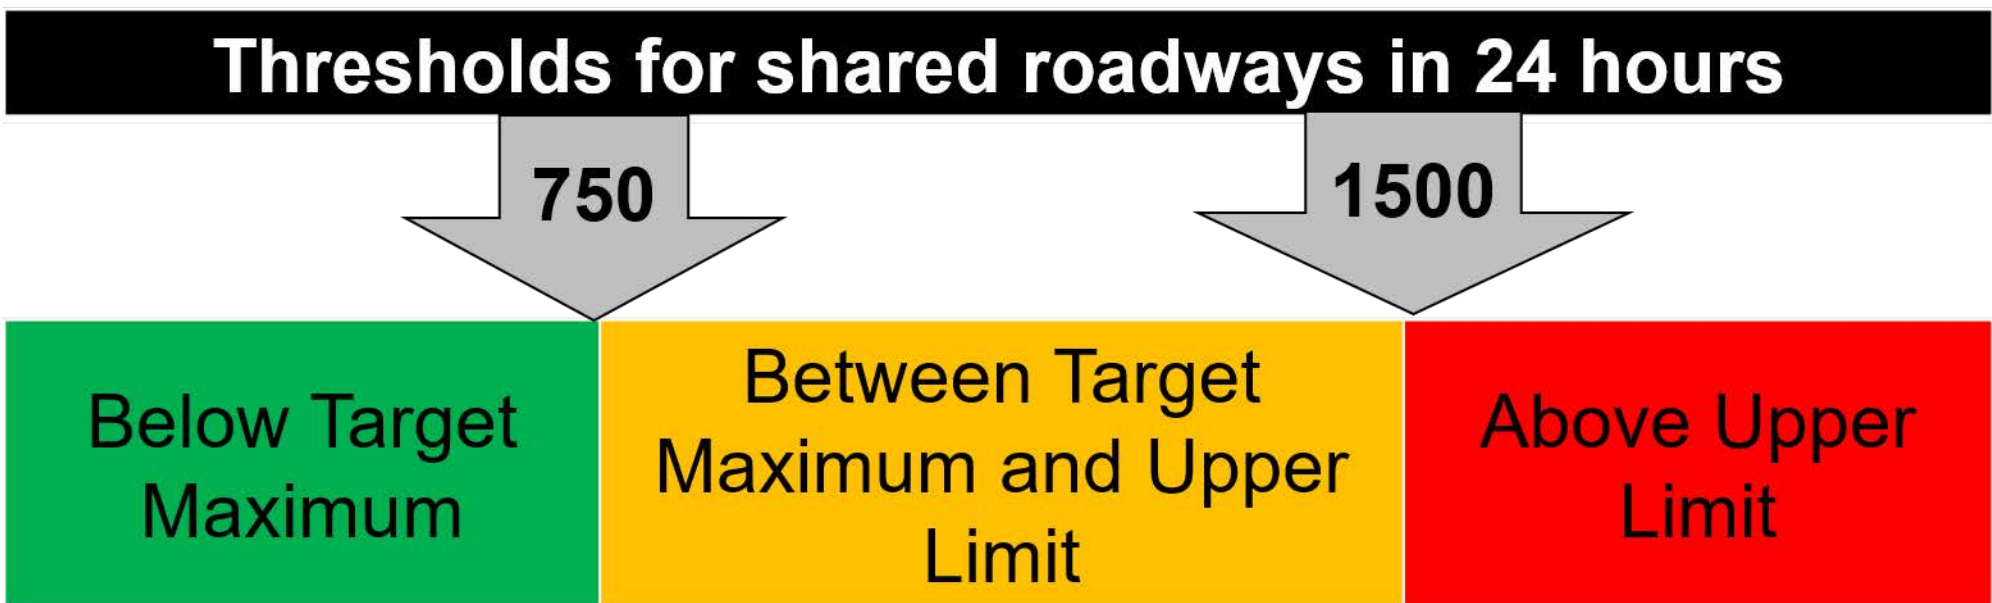 Thresholds for shared roadways in 24 hours
750
1500
Below Target
Maximum
Between Target
Maximum and Upper
Limit
Above Upper
Limit